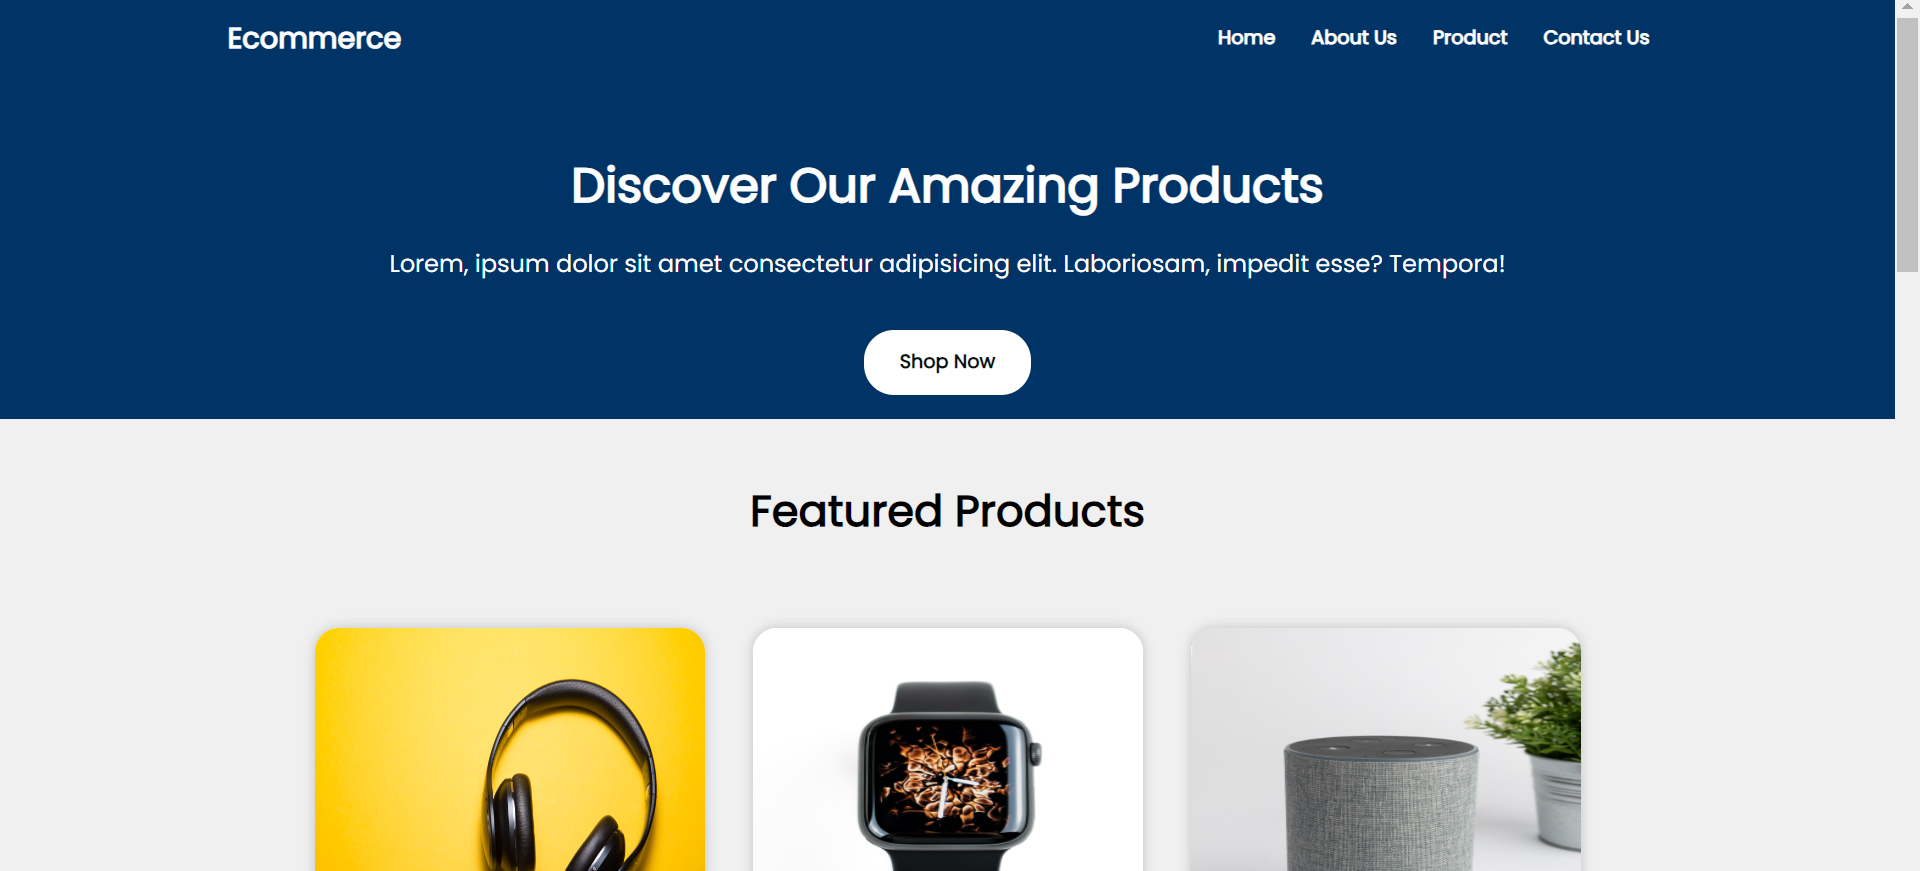 Ecommerce
Home About Us Product Contact Us
Discover Our Amazing Products
Lorem, ipsum dolor sit amet consectetur adipisicing elit. Laboriosam, impedit esse? Tempora!
Shop Now
Featured Products